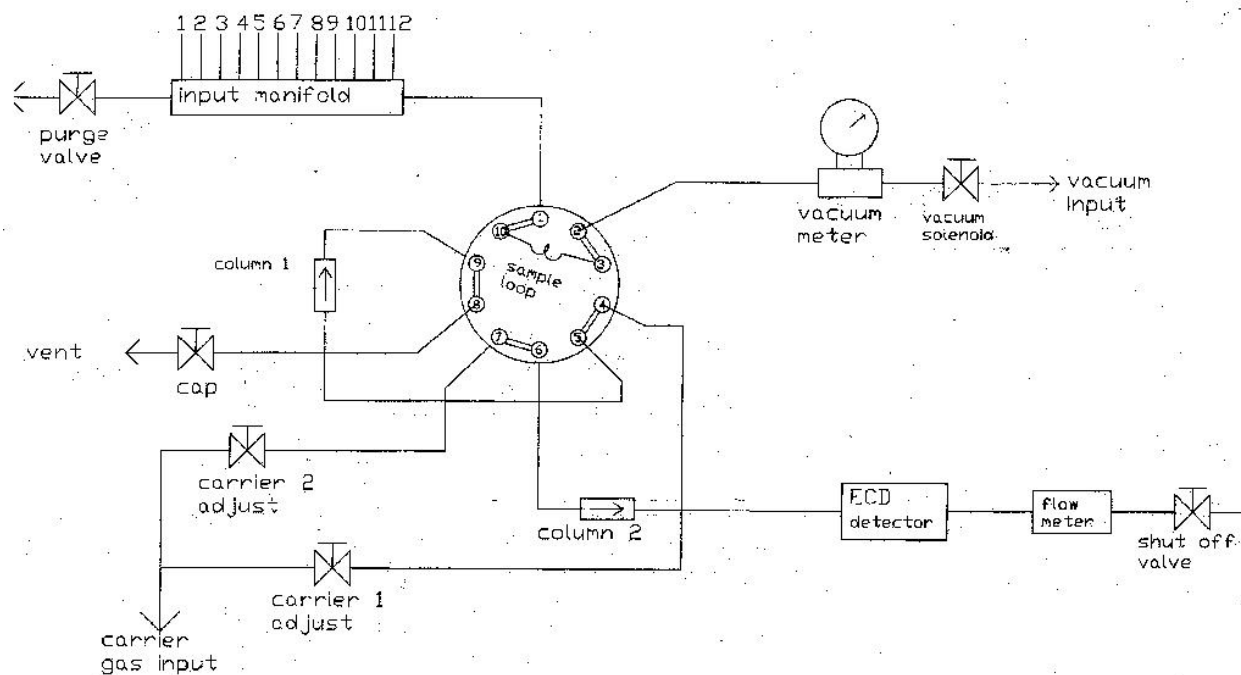 1 2 3 4 5 6 7 8 9 10 11 12
input manifold
purge
valve
vacuum
meter
vacuum
solenoid
vacuum
input
column 1
1
2
3
4
5
6
7
8
9
10
sample
loop
vent
cap
carrier 2
adjust
column 2
ECD
detector
flow
meter
shut off
valve
carrier 1
adjust
carrier
gas input